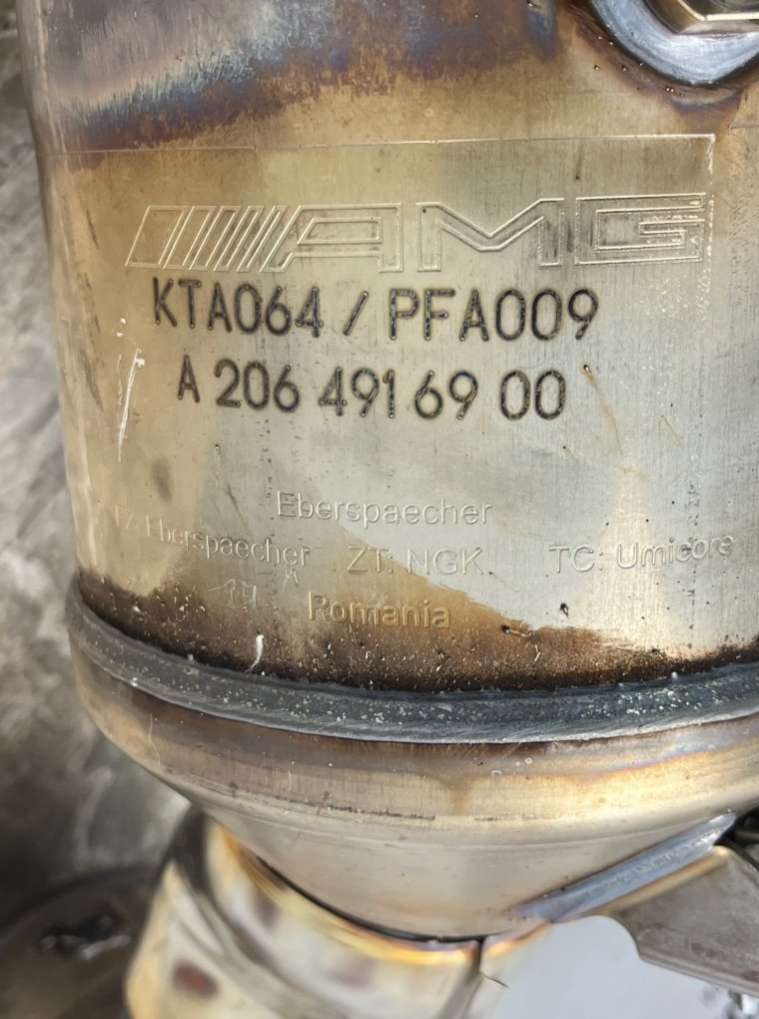 AMG
KTA064 / PFA009
A 206 491 69 00
Eberspaecher
Eberspaecher ZT: NGK TC: Umicore
Romania